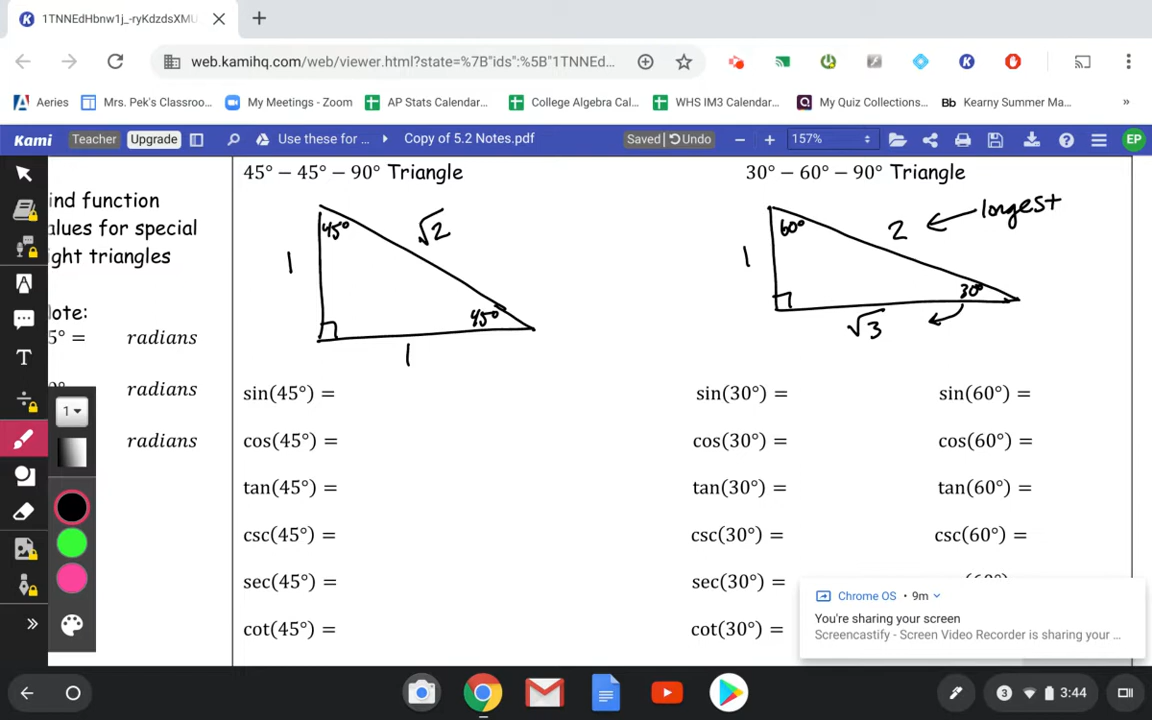 1TNNEdHbnw1j_-ryKdzdsXMU
web.kamihq.com/web/viewer.html?state=%7B"ids":%5B"1TNNEd...
Aeries
Mrs. Pek's Classroo...
My Meetings - Zoom
AP Stats Calendar...
College Algebra Cal...
WHS IM3 Calendar...
My Quiz Collections...
Bb Kearny Summer Ma...
»
Kami
Teacher
Upgrade
Use these for ...
Copy of 5.2 Notes.pdf
Saved
Undo
157%
EP
ind function
alues for special
ght triangles
ote:
5° = radians
radians
radians
45° − 45° − 90° Triangle
45°
√2
1
45°
1
30° − 60° − 90° Triangle
longest
60°
2
1
30°
√3
sin(45°) =
cos(45°) =
tan(45°) =
csc(45°) =
sec(45°) =
cot(45°) =
sin(30°) = sin(60°) =
cos(30°) = cos(60°) =
tan(30°) = tan(60°) =
csc(30°) = csc(60°) =
sec(30°) =
cot(30°) =
1
T
Chrome OS • 9m
You're sharing your screen
Screencastify - Screen Video Recorder is sharing your ...
3
3:44